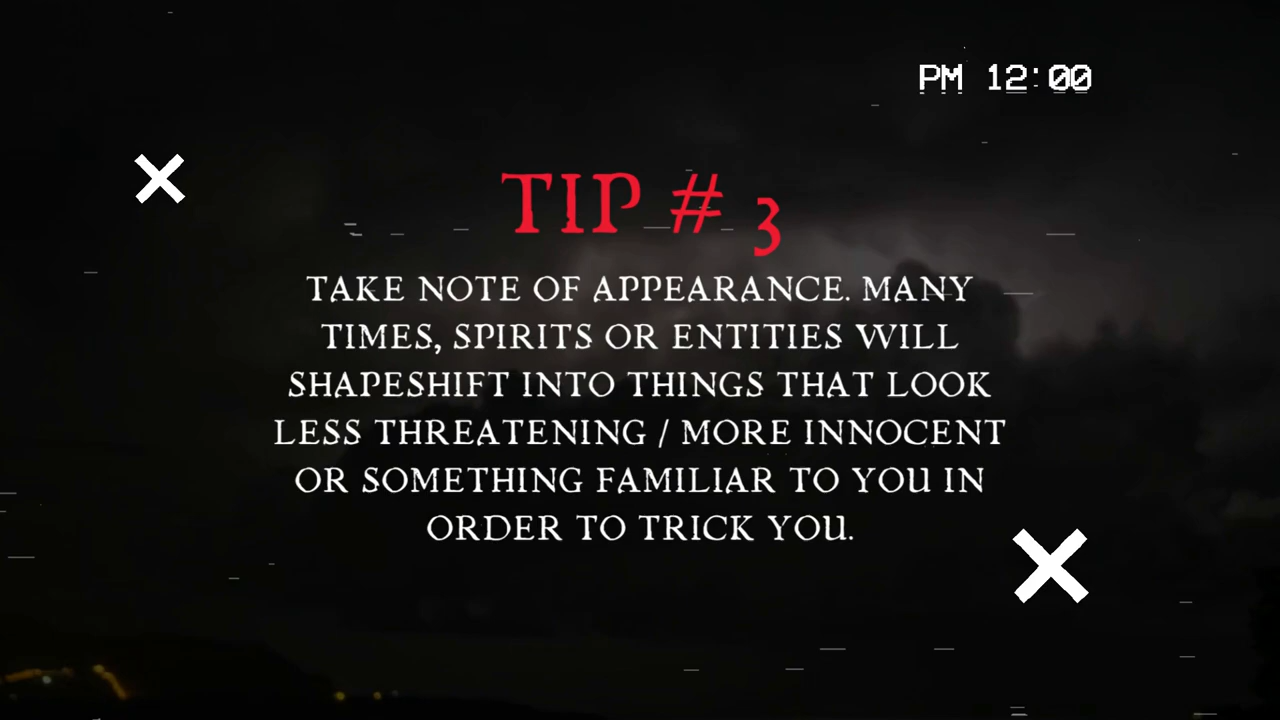 PM 12:00
TIP # 3
TAKE NOTE OF APPEARANCE. MANY
TIMES, SPIRITS OR ENTITIES WILL
SHAPESHIFT INTO THINGS THAT LOOK
LESS THREATENING / MORE INNOCENT
OR SOMETHING FAMILIAR TO YOU IN
ORDER TO TRICK YOU.